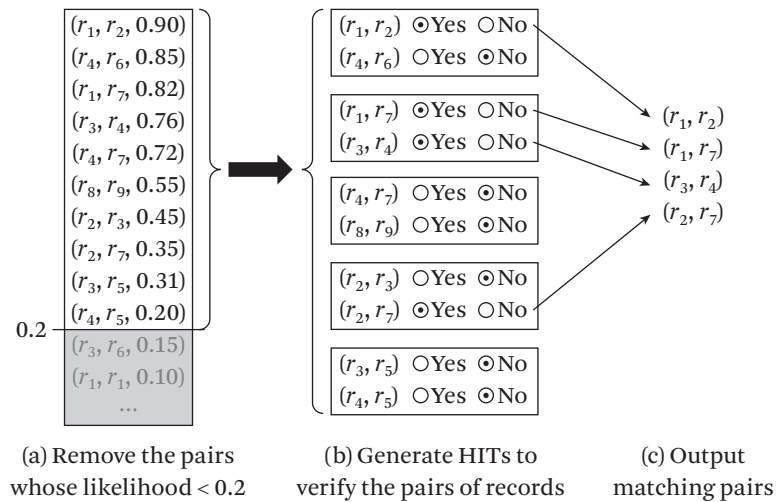 (r₁, r₂, 0.90)
(r₄, r₆, 0.85)
(r₁, r₇, 0.82)
(r₃, r₄, 0.76)
(r₄, r₇, 0.72)
(r₈, r₉, 0.55)
(r₂, r₃, 0.45)
(r₂, r₇, 0.35)
(r₃, r₅, 0.31)
(r₄, r₅, 0.20)
0.2
(r₃, r₆, 0.15)
(r₁, r₁, 0.10)
...
(a) Remove the pairs
whose likelihood < 0.2
(r₁, r₂) Yes No
(r₄, r₆) Yes No
(r₁, r₇) Yes No
(r₃, r₄) Yes No
(r₄, r₇) Yes No
(r₈, r₉) Yes No
(r₂, r₃) Yes No
(r₂, r₇) Yes No
(r₃, r₅) Yes No
(r₄, r₅) Yes No
(b) Generate HITs to
verify the pairs of records
(r₁, r₂)
(r₁, r₇)
(r₃, r₄)
(r₂, r₇)
(c) Output
matching pairs